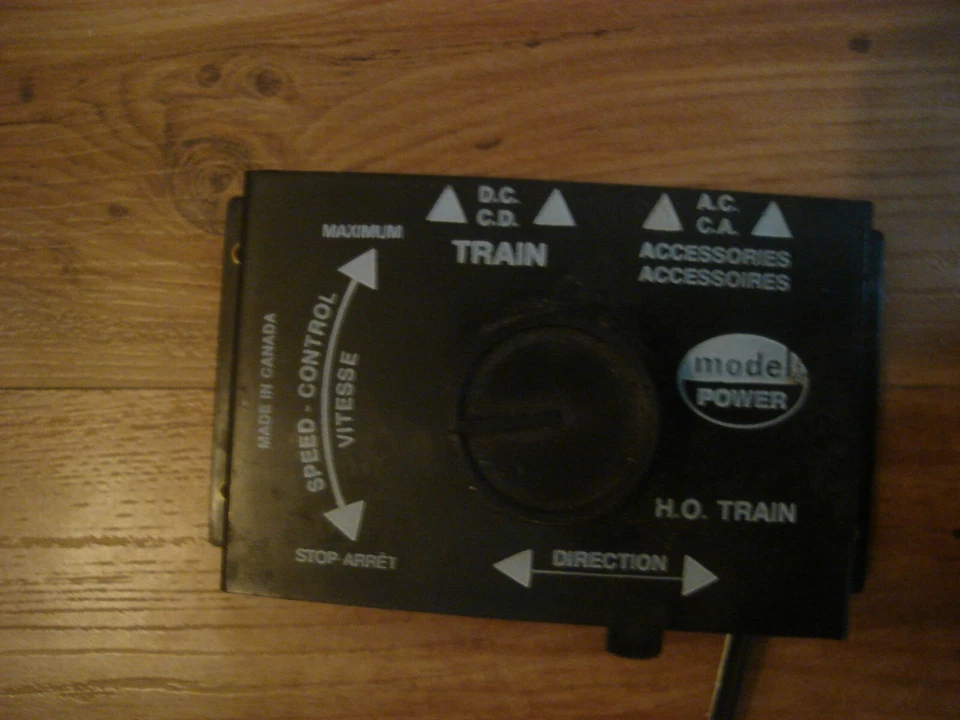 D.C.
C.D.
TRAIN
A.C.
C.A.
ACCESSORIES
ACCESSOIRES
MAXIMUM
SPEED - CONTROL
VITESSE
STOP-ARRÊT
MADE IN CANADA
model
POWER
H.O. TRAIN
DIRECTION